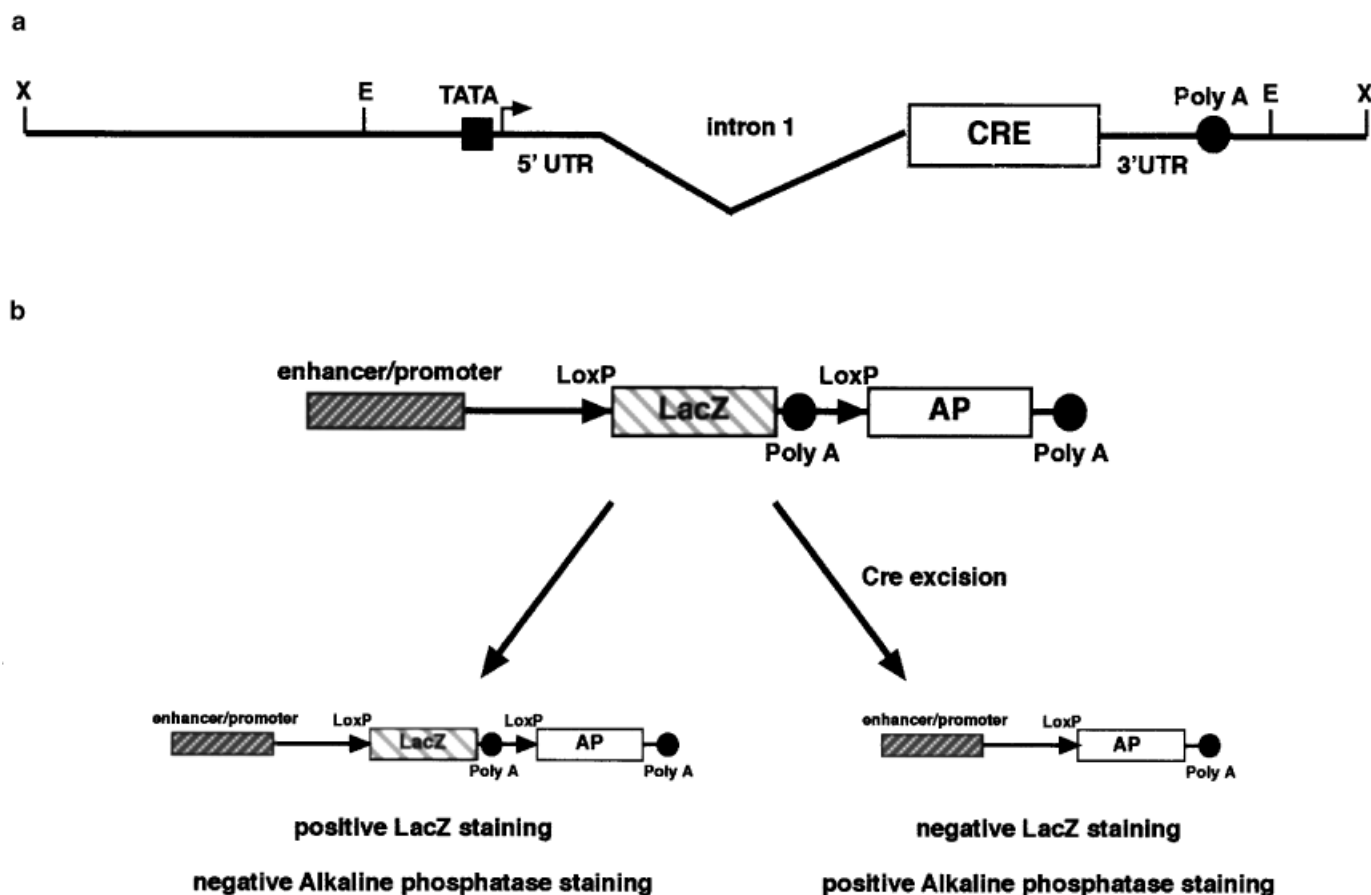 a
X E TATA intron 1 CRE Poly A E X
5' UTR 3'UTR
b
enhancer/promoter LoxP LacZ LoxP AP
Poly A Poly A
Cre excision
enhancer/promoter LoxP LacZ LoxP AP
Poly A Poly A
positive LacZ staining
negative Alkaline phosphatase staining
enhancer/promoter LoxP AP
Poly A
negative LacZ staining
positive Alkaline phosphatase staining